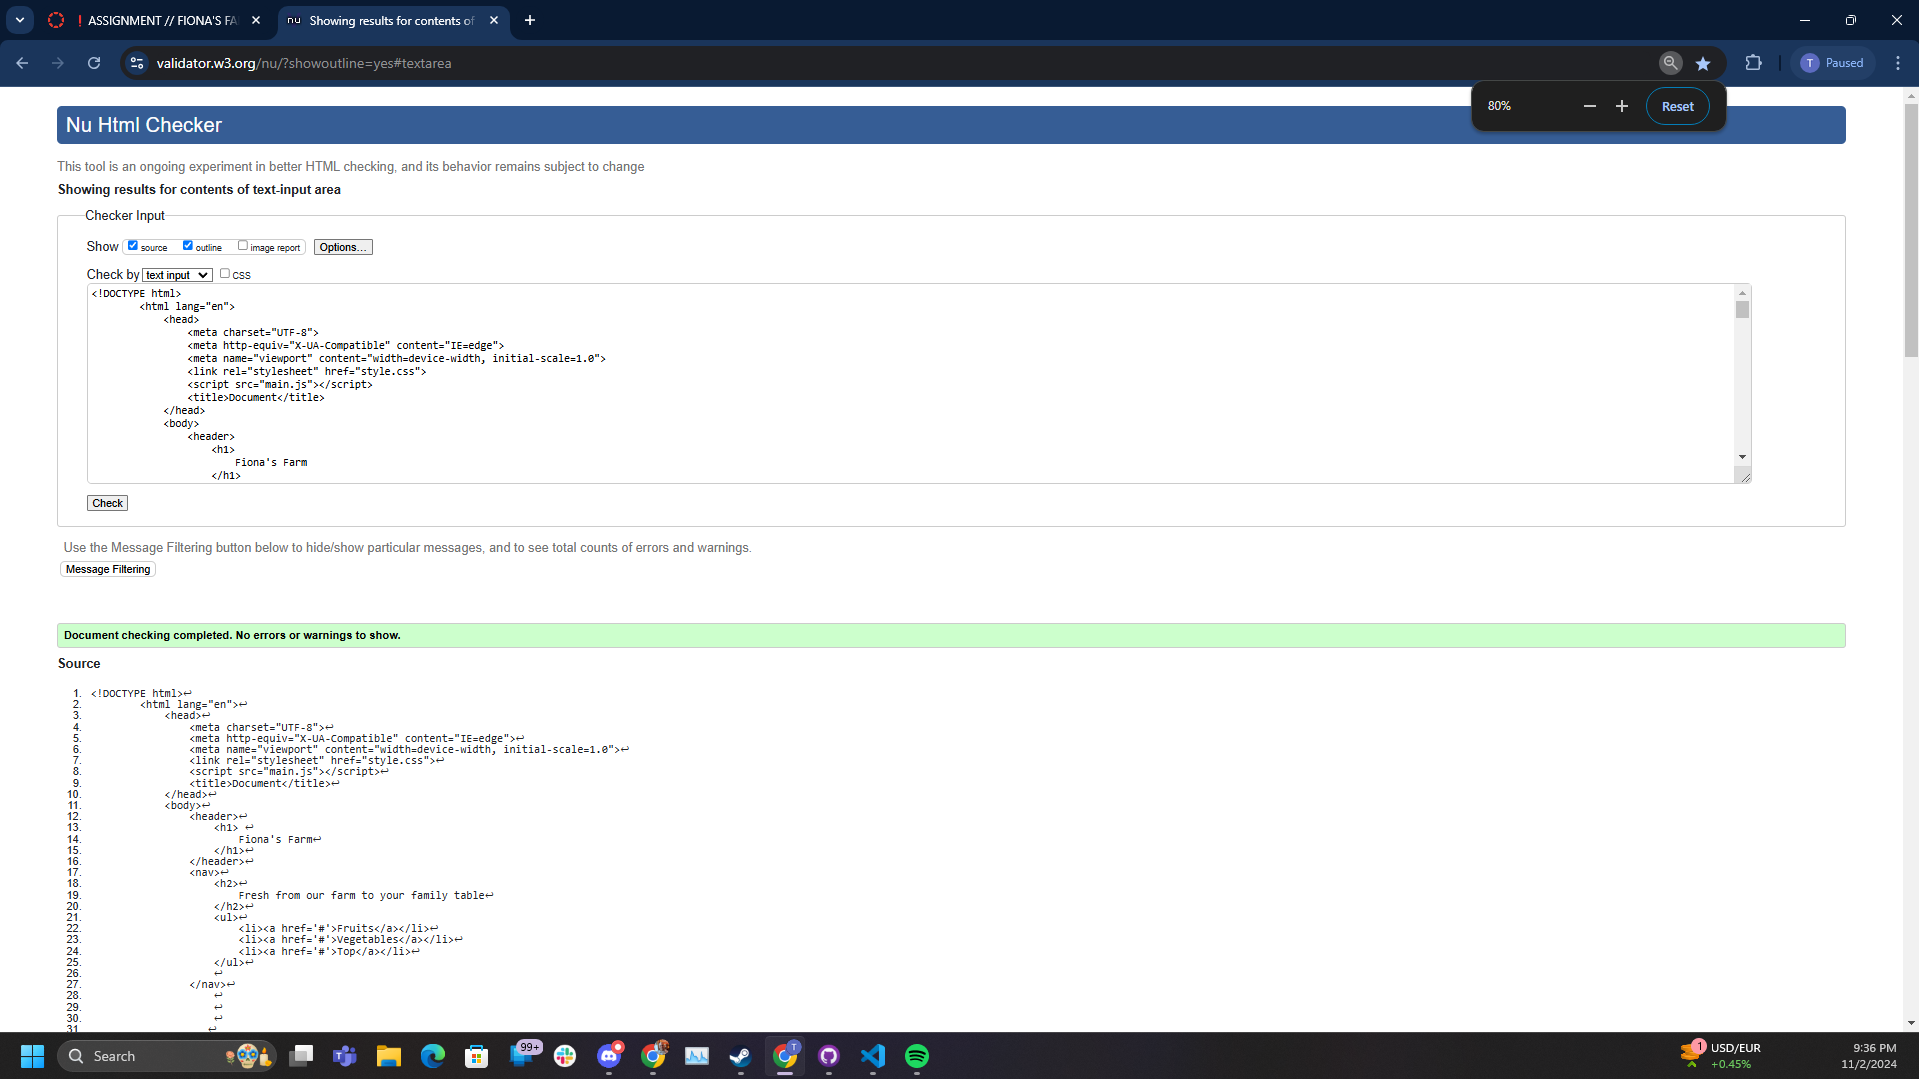 ! ASSIGNMENT // FIONA'S FA
nu Showing results for contents of
validator.w3.org/nu/?showoutline=yes#textarea
T Paused
80%
Reset
Nu Html Checker
This tool is an ongoing experiment in better HTML checking, and its behavior remains subject to change
Showing results for contents of text-input area
Checker Input
Show source outline image report Options...
Check by text input css
<!DOCTYPE html>
<html lang="en">
<head>
<meta charset="UTF-8">
<meta http-equiv="X-UA-Compatible" content="IE=edge">
<meta name="viewport" content="width=device-width, initial-scale=1.0">
<link rel="stylesheet" href="style.css">
<script src="main.js"></script>
<title>Document</title>
</head>
<body>
<header>
<h1>
Fiona's Farm
</h1>
Check
Use the Message Filtering button below to hide/show particular messages, and to see total counts of errors and warnings.
Message Filtering
Document checking completed. No errors or warnings to show.
Source
1. <!DOCTYPE html>↩
2. <html lang="en">↩
3. <head>↩
4. <meta charset="UTF-8">↩
5. <meta http-equiv="X-UA-Compatible" content="IE=edge">↩
6. <meta name="viewport" content="width=device-width, initial-scale=1.0">↩
7. <link rel="stylesheet" href="style.css">↩
8. <script src="main.js"></script>↩
9. <title>Document</title>↩
10. </head>↩
11. <body>↩
12. <header>↩
13. <h1> ↩
14. Fiona's Farm↩
15. </h1>↩
16. </header>↩
17. <nav>↩
18. <h2>↩
19. Fresh from our farm to your family table↩
20. </h2>↩
21. <ul>↩
22. <li><a href='#'>Fruits</a></li>↩
23. <li><a href='#'>Vegetables</a></li>↩
24. <li><a href='#'>Top</a></li>↩
25. </ul>↩
26. ↩
27. </nav>↩
28. ↩
29. ↩
30. ↩
31. ↩
Search
99+
T
1
USD/EUR
+0.45%
9:36 PM
11/2/2024